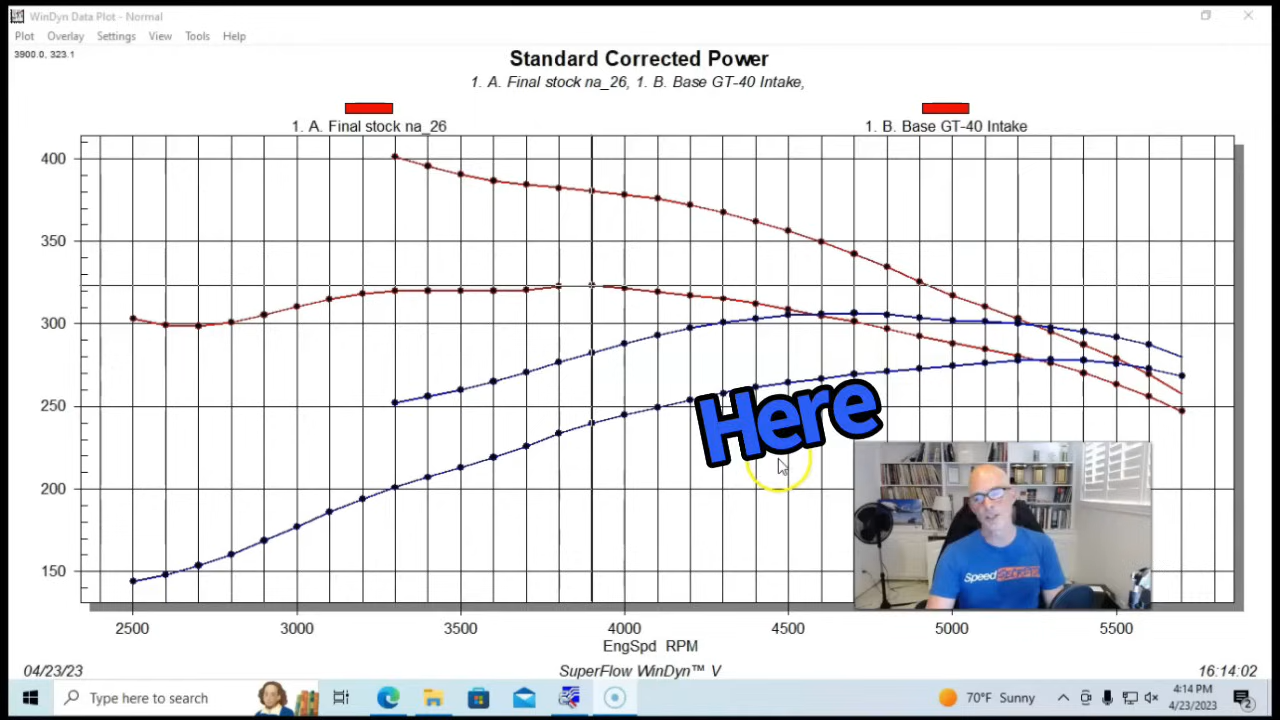 WinDyn Data Plot - Normal
Plot Overlay Settings View Tools Help
3900.0, 323.1
Standard Corrected Power
1. A. Final stock na_26, 1. B. Base GT-40 Intake,
1. A. Final stock na_26
1. B. Base GT-40 Intake
400
350
300
250
200
150
Here
2500 3000 3500 4000 4500 5000 5500
EngSpd RPM
04/23/23
SuperFlow WinDyn™ V
16:14:02
Type here to search
70°F Sunny
4:14 PM
4/23/2023
2